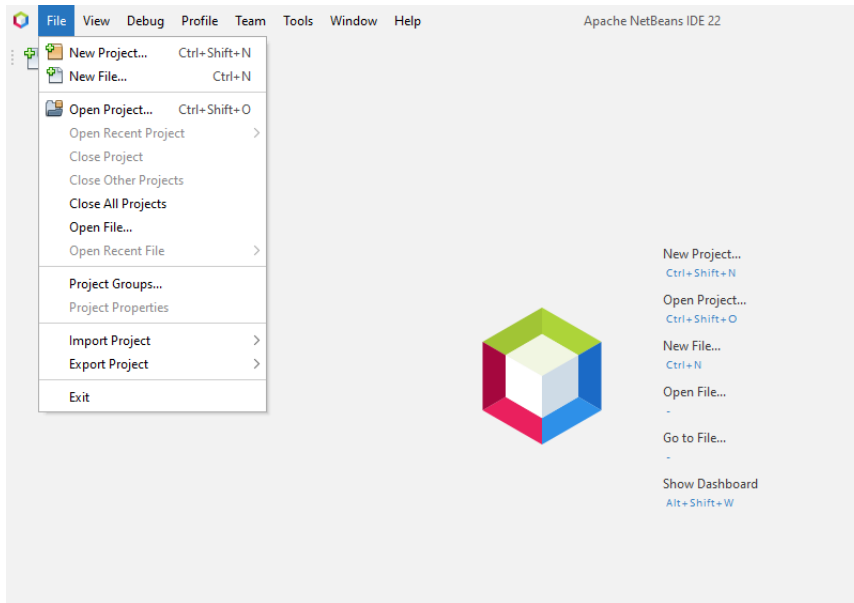 File View Debug Profile Team Tools Window Help Apache NetBeans IDE 22
New Project... Ctrl+Shift+N
New File... Ctrl+N
Open Project... Ctrl+Shift+O
Open Recent Project
Close Project
Close Other Projects
Close All Projects
Open File...
Open Recent File
Project Groups...
Project Properties
Import Project
Export Project
Exit
New Project...
Ctrl+Shift+N
Open Project...
Ctrl+Shift+O
New File...
Ctrl+N
Open File...
-
Go to File...
-
Show Dashboard
Alt+Shift+W